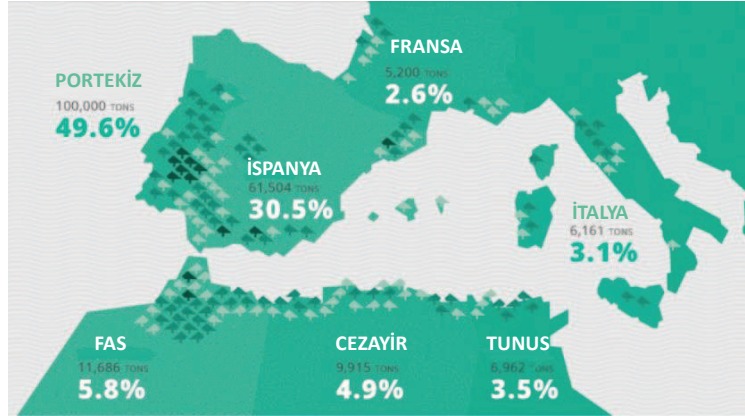 FRANSA
5,200 TONS
2.6%
PORTEKİZ
100,000 TONS
49.6%
İSPANYA
61,504 TONS
30.5%
İTALYA
6,161 TONS
3.1%
FAS
11,686 TONS
5.8%
CEZAYİR
9,915 TONS
4.9%
TUNUS
6,962 TONS
3.5%